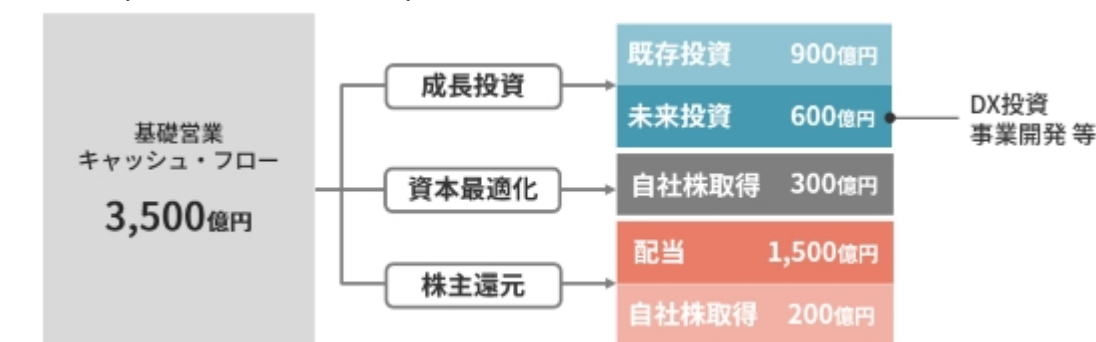 基礎営業
キャッシュ・フロー
3,500億円
成長投資
資本最適化
株主還元
既存投資 900億円
未来投資 600億円
自社株取得 300億円
配当 1,500億円
自社株取得 200億円
DX投資
事業開発 等